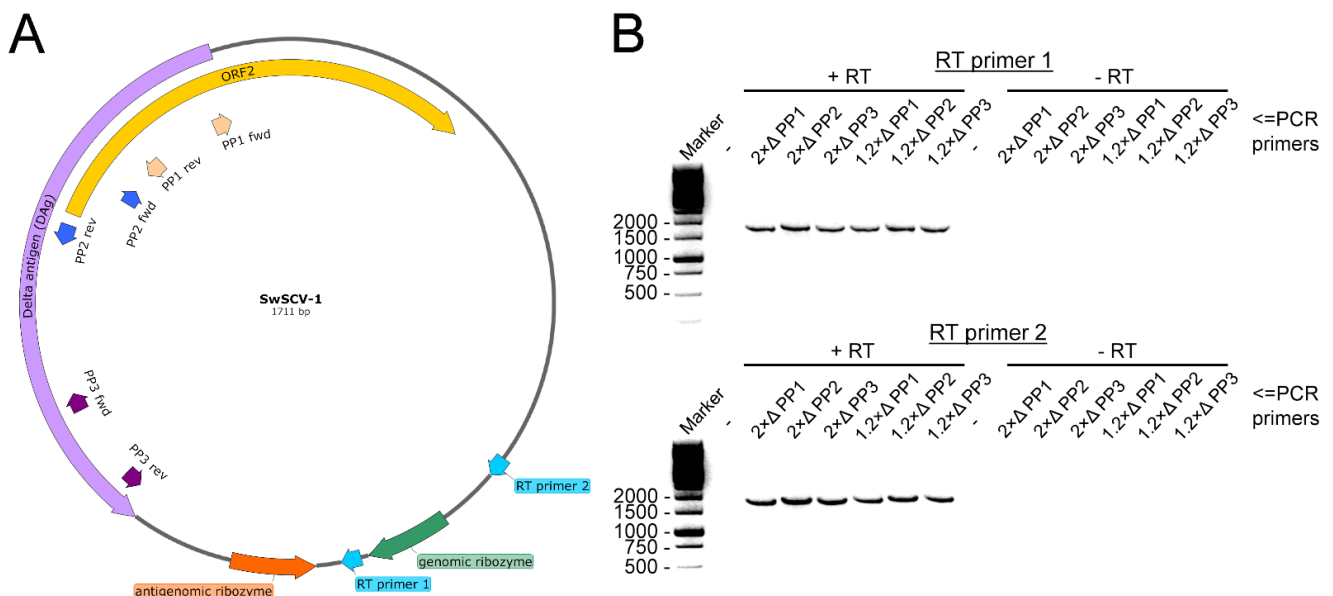 A
ORF2
PP1 fwd
PP1 rev
PP2 fwd
PP2 rev
Delta antigen (DAg)
SwSCV-1
1711 bp
PP3 fwd
PP3 rev
RT primer 2
genomic ribozyme
RT primer 1
antigenomic ribozyme
B
RT primer 1
+ RT
- RT
Marker
-
2×Δ PP1
2×Δ PP2
2×Δ PP3
1.2×Δ PP1
1.2×Δ PP2
1.2×Δ PP3
-
2×Δ PP1
2×Δ PP2
2×Δ PP3
1.2×Δ PP1
1.2×Δ PP2
1.2×Δ PP3
<=PCR
primers
2000 -
1500 -
1000 -
750 -
500 -
RT primer 2
+ RT
- RT
Marker
-
2×Δ PP1
2×Δ PP2
2×Δ PP3
1.2×Δ PP1
1.2×Δ PP2
1.2×Δ PP3
-
2×Δ PP1
2×Δ PP2
2×Δ PP3
1.2×Δ PP1
1.2×Δ PP2
1.2×Δ PP3
<=PCR
primers
2000 -
1500 -
1000 -
750 -
500 -